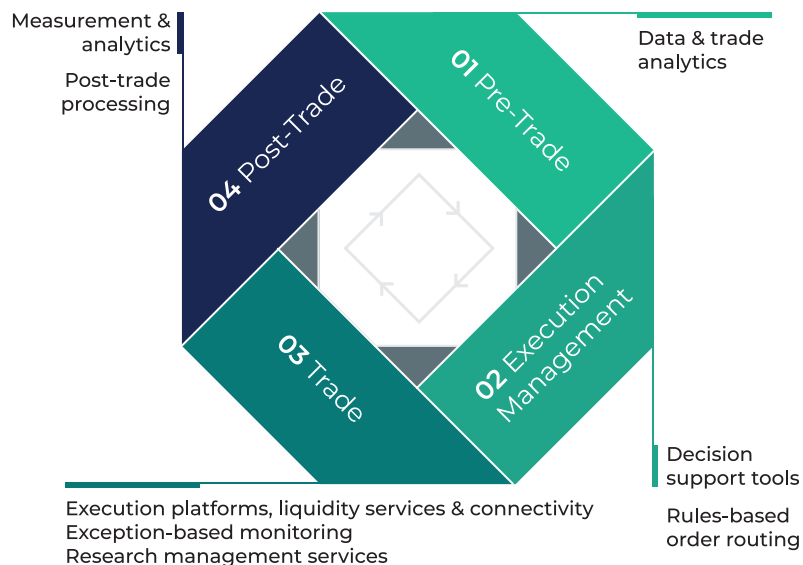 Measurement &
analytics
Post-trade
processing
Data & trade
analytics
01 Pre-Trade
04 Post-Trade
02 Execution
Management
03 Trade
Decision
support tools
Rules-based
order routing
Execution platforms, liquidity services & connectivity
Exception-based monitoring
Research management services